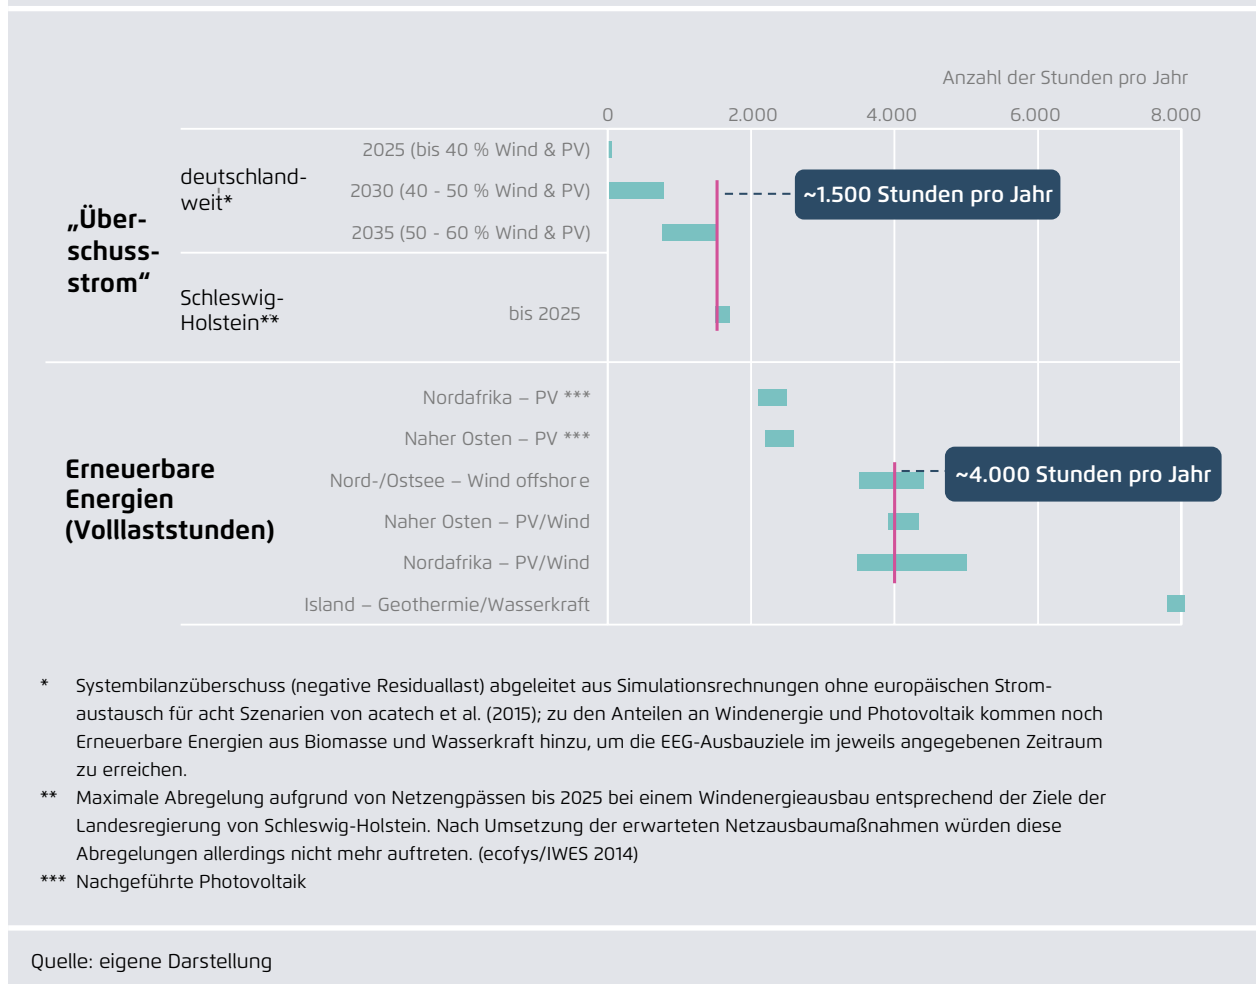 Anzahl der Stunden pro Jahr
0 2.000 4.000 6.000 8.000
„Über-
schuss-
strom“
deutschland-
weit*
2025 (bis 40 % Wind & PV)
2030 (40 - 50 % Wind & PV)
2035 (50 - 60 % Wind & PV)
~1.500 Stunden pro Jahr
Schleswig-
Holstein**
bis 2025
Erneuerbare
Energien
(Volllaststunden)
Nordafrika – PV ***
Naher Osten – PV ***
Nord-/Ostsee – Wind offshore
Naher Osten – PV/Wind
Nordafrika – PV/Wind
Island – Geothermie/Wasserkraft
~4.000 Stunden pro Jahr
* Systembilanzüberschuss (negative Residuallast) abgeleitet aus Simulationsrechnungen ohne europäischen Strom-
austausch für acht Szenarien von acatech et al. (2015); zu den Anteilen an Windenergie und Photovoltaik kommen noch
Erneuerbare Energien aus Biomasse und Wasserkraft hinzu, um die EEG-Ausbauziele im jeweils angegebenen Zeitraum
zu erreichen.
** Maximale Abregelung aufgrund von Netzengpässen bis 2025 bei einem Windenergieausbau entsprechend der Ziele der
Landesregierung von Schleswig-Holstein. Nach Umsetzung der erwarteten Netzausbaumaßnahmen würden diese
Abregelungen allerdings nicht mehr auftreten. (ecofys/IWES 2014)
*** Nachgeführte Photovoltaik
Quelle: eigene Darstellung